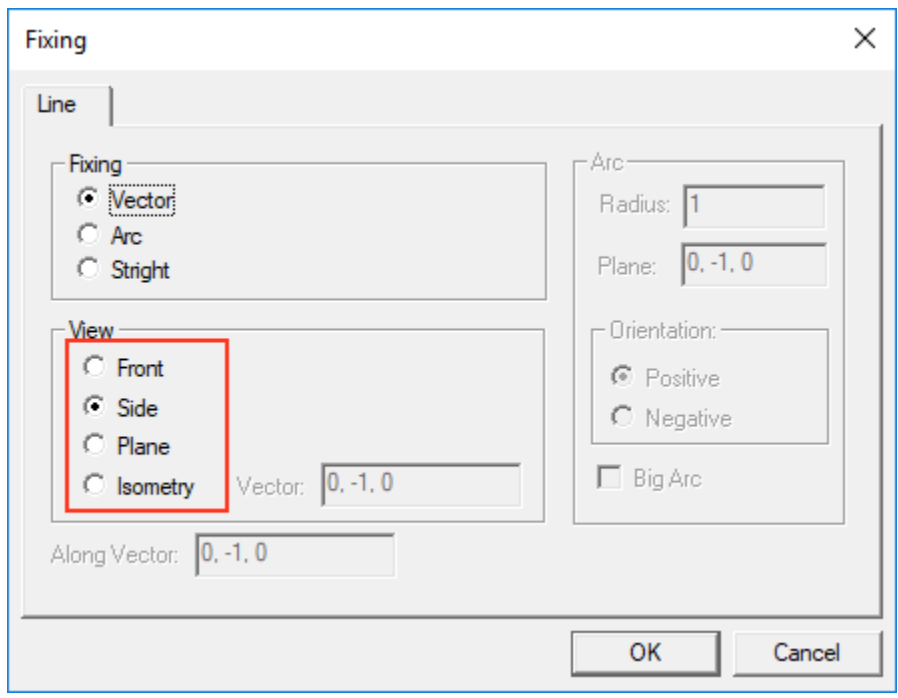 Fixing
Line
Fixing
Vector
Arc
Stright
View
Front
Side
Plane
Isometry
Vector: 0, -1, 0
Along Vector: 0, -1, 0
Arc
Radius: 1
Plane: 0, -1, 0
Orientation:
Positive
Negative
Big Arc
OK
Cancel